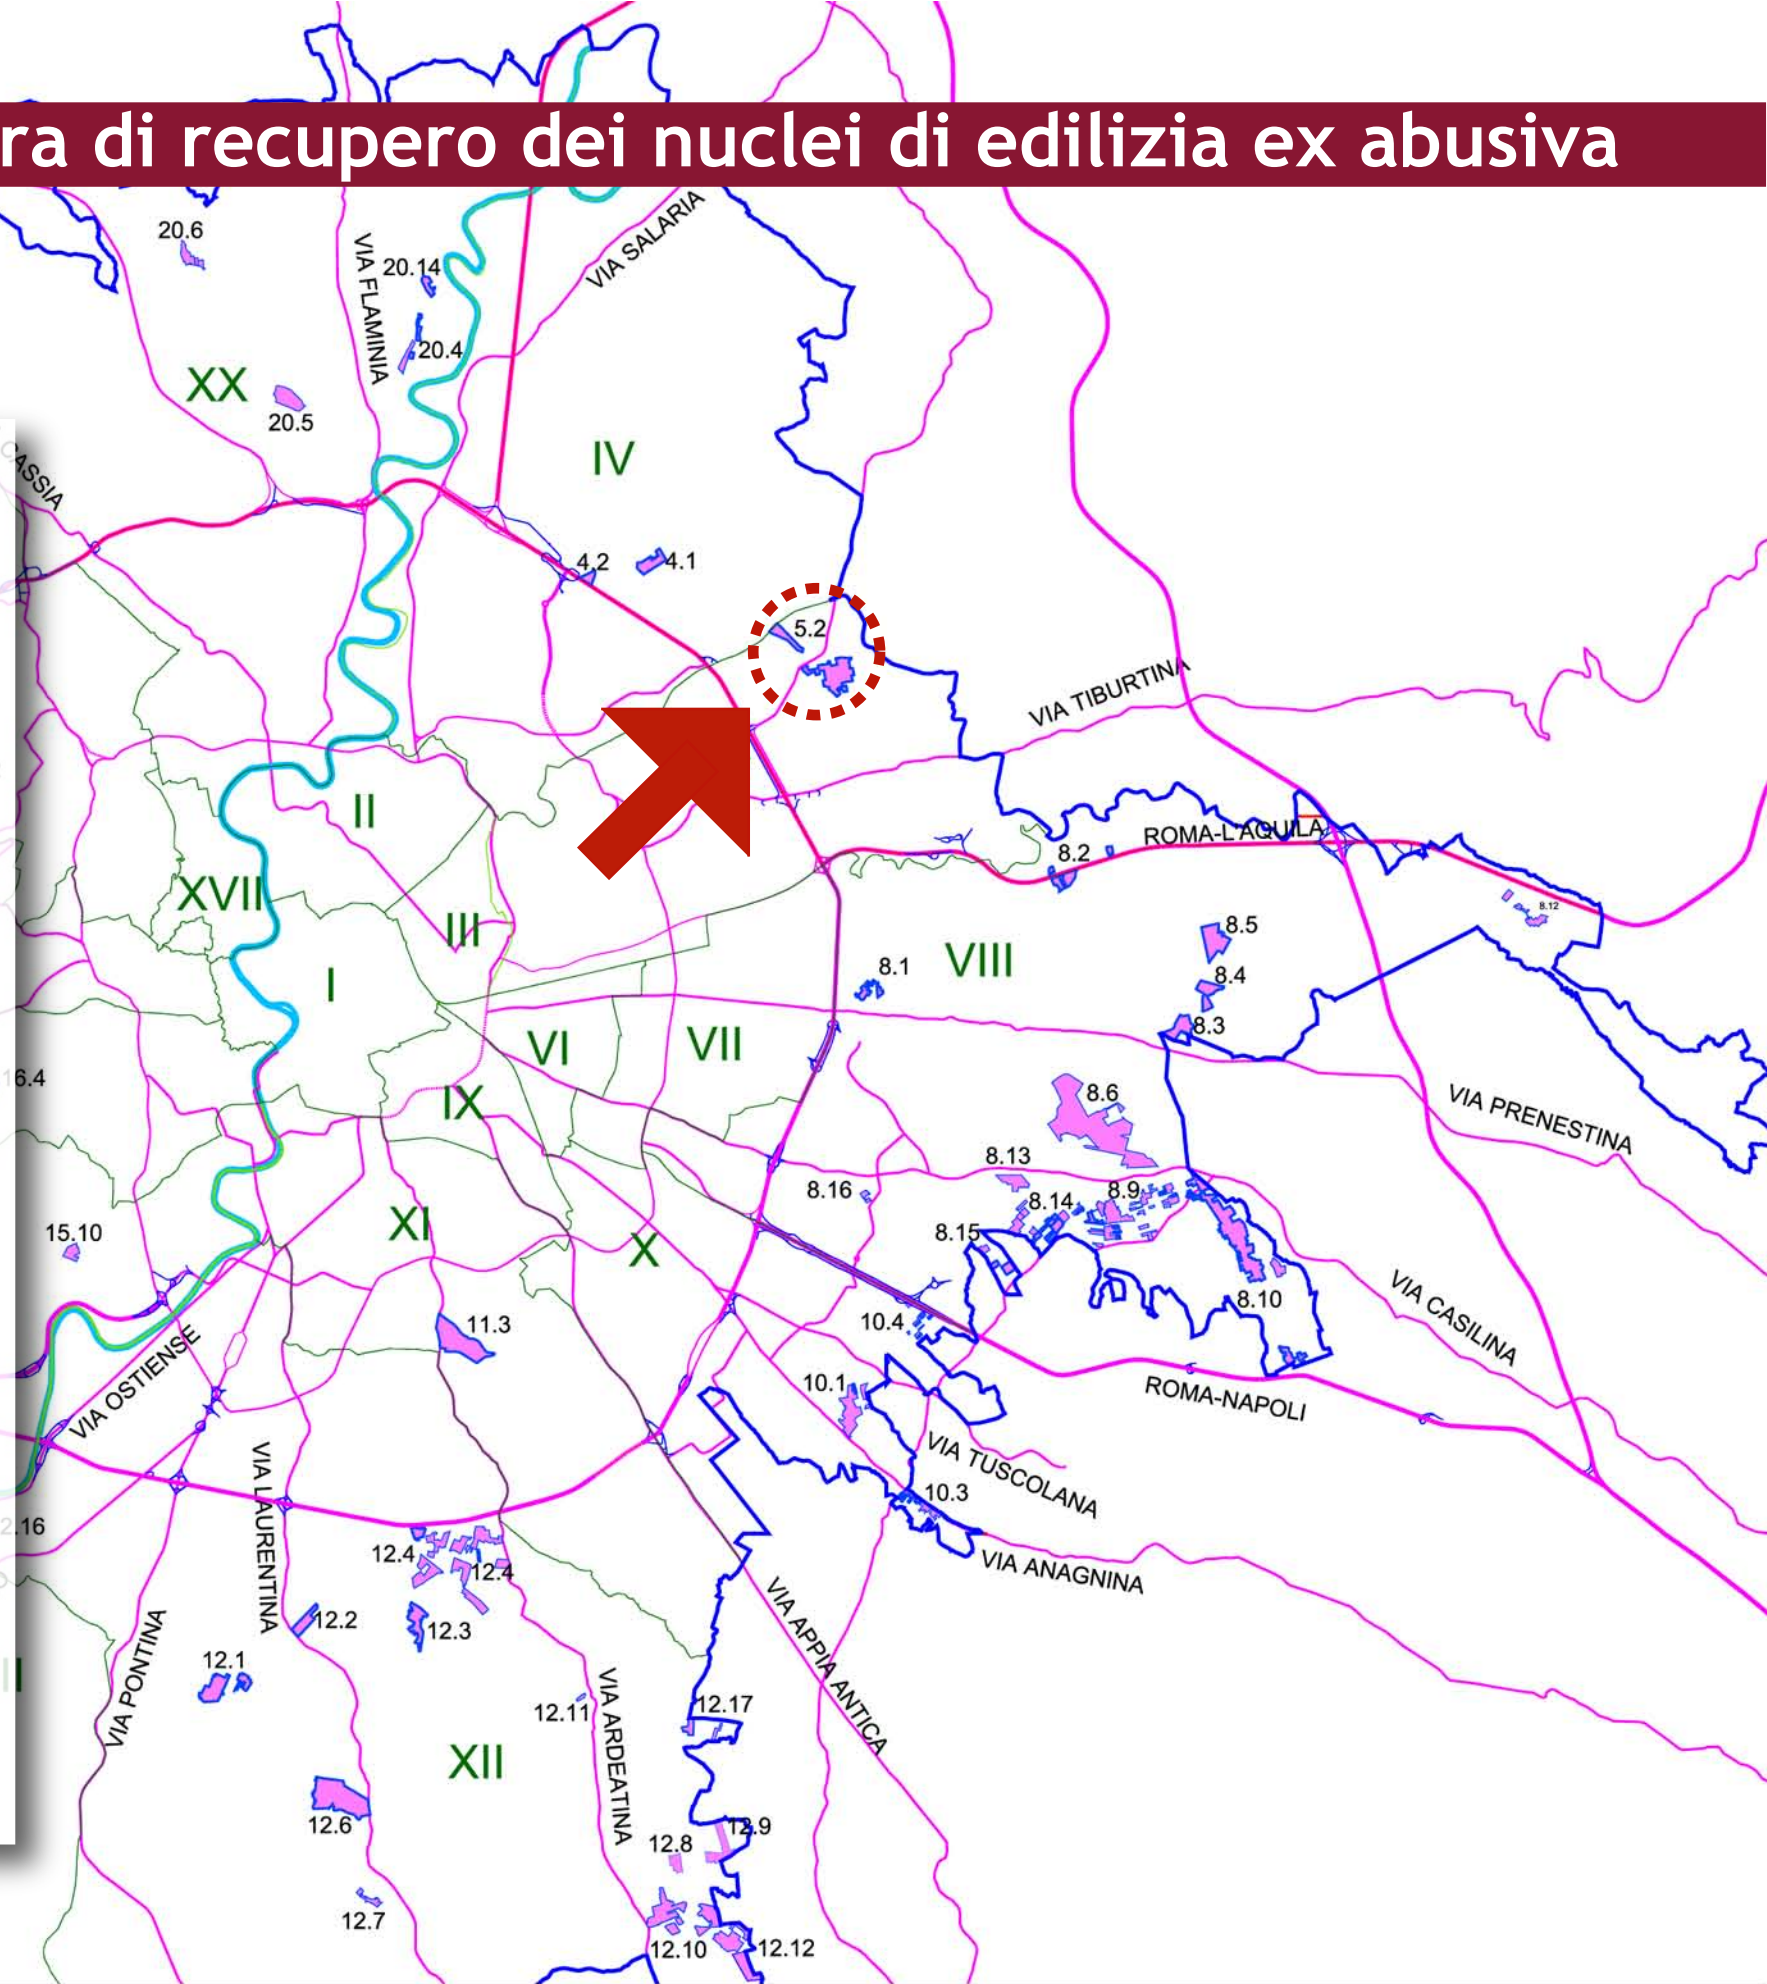 ra di recupero dei nuclei di edilizia ex abusiva
20.6
VIA FLAMINIA
20.14
VIA SALARIA
20.4
XX
20.5
IV
CASSIA
4.2
4.1
5.2
VIA TIBURTINA
II
ROMA-L'AQUILA
8.2
XVII
III
8.12
8.5
VIII
8.1
8.4
I
8.3
VI
VII
16.4
IX
8.6
VIA PRENESTINA
8.13
8.16
8.9
8.14
XI
15.10
X
8.15
8.10
VIA CASILINA
11.3
10.4
VIA OSTIENSE
10.1
ROMA-NAPOLI
VIA TUSCOLANA
VIA LAURENTINA
10.3
2.16
12.4
12.4
VIA ANAGNINA
VIA APPIA ANTICA
12.2
12.3
VIA PONTINA
12.1
II
VIA ARDEATINA
12.17
12.11
XII
12.6
12.8
12.9
12.7
12.10
12.12